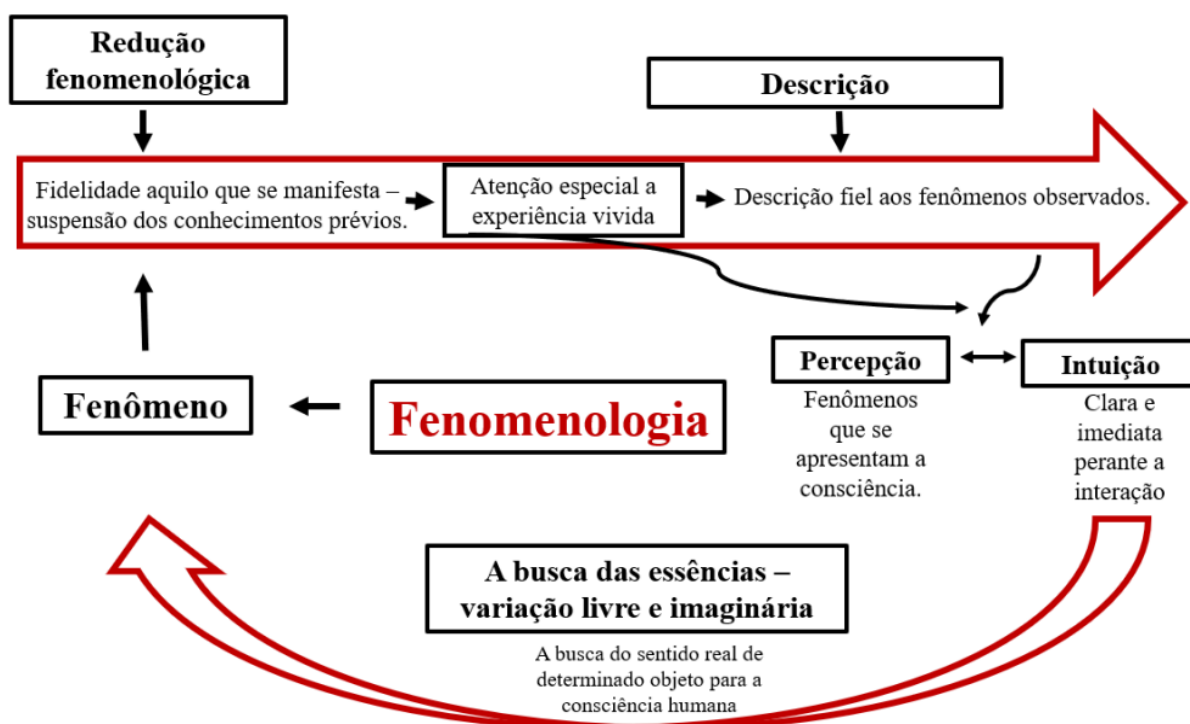 Redução
fenomenológica
Descrição
Fidelidade aquilo que se manifesta –
suspensão dos conhecimentos prévios.
Atenção especial a
experiência vivida
Descrição fiel aos fenômenos observados.
Fenômeno
Fenomenologia
Percepção
Fenômenos
que se
apresentam a
consciência.
Intuição
Clara e
imediata
perante a
interação
A busca das essências –
variação livre e imaginária
A busca do sentido real de
determinado objeto para a
consciência humana